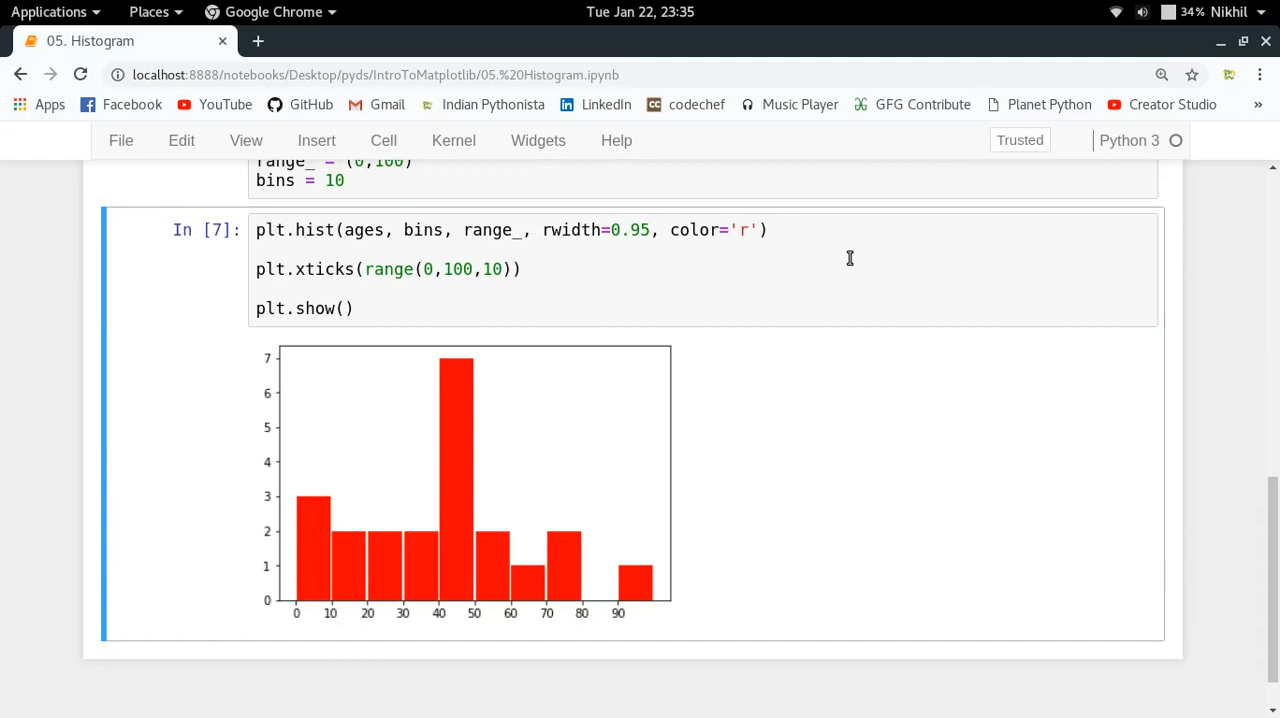 Applications Places Google Chrome Tue Jan 22, 23:35 34% Nikhil
05. Histogram
localhost:8888/notebooks/Desktop/pyds/IntroToMatplotlib/05.%20Histogram.ipynb
Apps Facebook YouTube GitHub Gmail Indian Pythonista LinkedIn codechef Music Player GFG Contribute Planet Python Creator Studio »
File Edit View Insert Cell Kernel Widgets Help Trusted Python 3
range_ = (0,100)
bins = 10
In [7]: plt.hist(ages, bins, range_, rwidth=0.95, color='r')
plt.xticks(range(0,100,10))
plt.show()
7
6
5
4
3
2
1
0
0 10 20 30 40 50 60 70 80 90